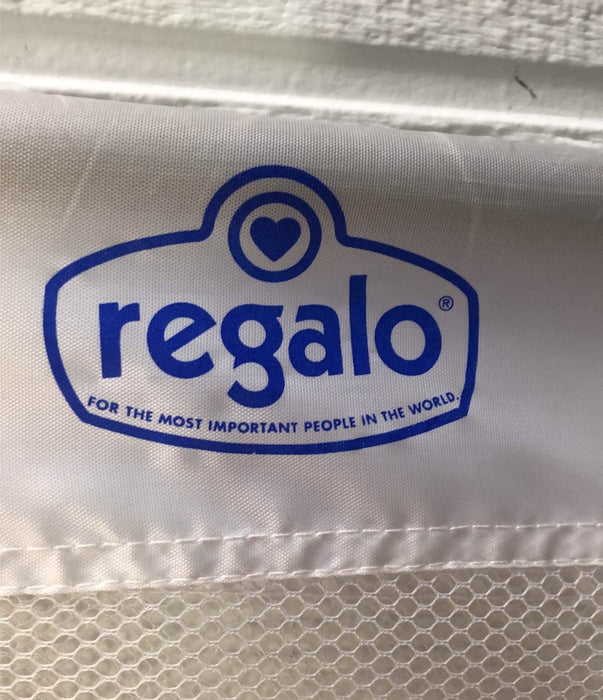 regalo®
FOR THE MOST IMPORTANT PEOPLE IN THE WORLD.